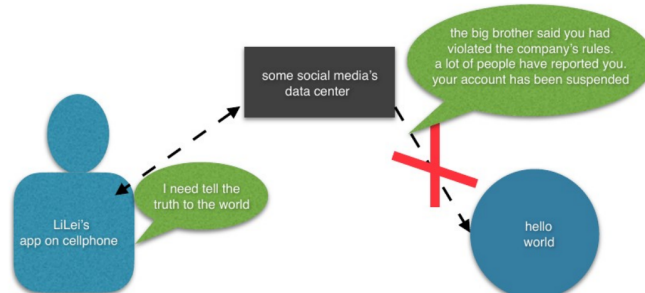 the big brother said you had
violated the company's rules.
a lot of people have reported you.
your account has been suspended
some social media's
data center
I need tell the
truth to the world
LiLei's
app on cellphone
hello
world